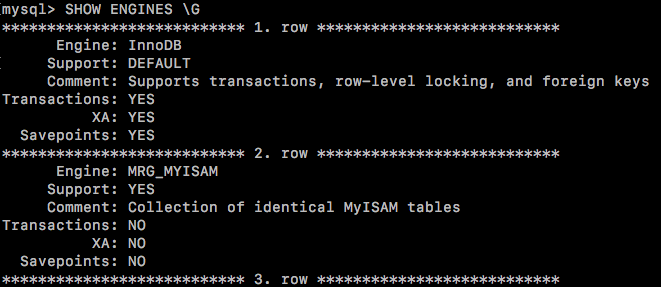 [mysql> SHOW ENGINES \G
*************************** 1. row ***************************
Engine: InnoDB
Support: DEFAULT
Comment: Supports transactions, row-level locking, and foreign keys
Transactions: YES
XA: YES
Savepoints: YES
*************************** 2. row ***************************
Engine: MRG_MYISAM
Support: YES
Comment: Collection of identical MyISAM tables
Transactions: NO
XA: NO
Savepoints: NO
*************************** 3. row ***************************